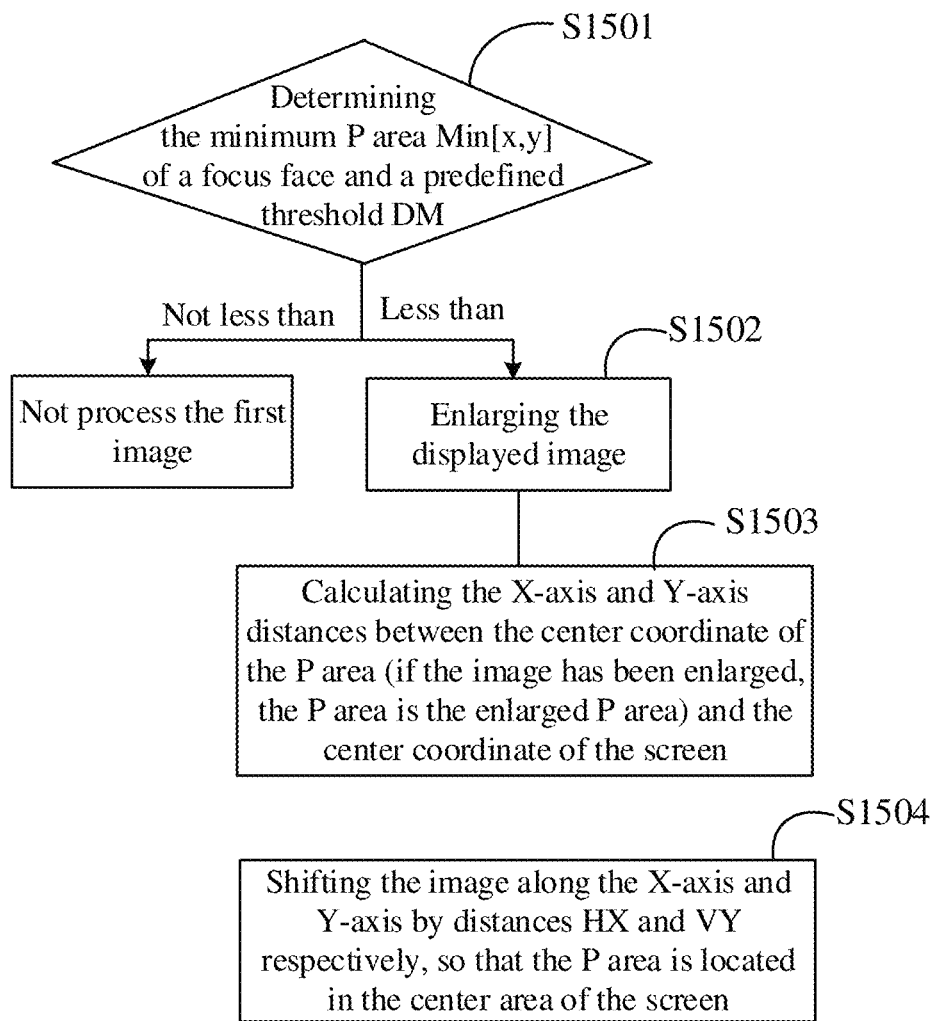 S1501
Determining
the minimum P area Min[x,y]
of a focus face and a predefined
threshold DM
Not less than
Less than
S1502
Not process the first
image
Enlarging the
displayed image
S1503
Calculating the X-axis and Y-axis
distances between the center coordinate of
the P area (if the image has been enlarged,
the P area is the enlarged P area) and the
center coordinate of the screen
S1504
Shifting the image along the X-axis and
Y-axis by distances HX and VY
respectively, so that the P area is located
in the center area of the screen